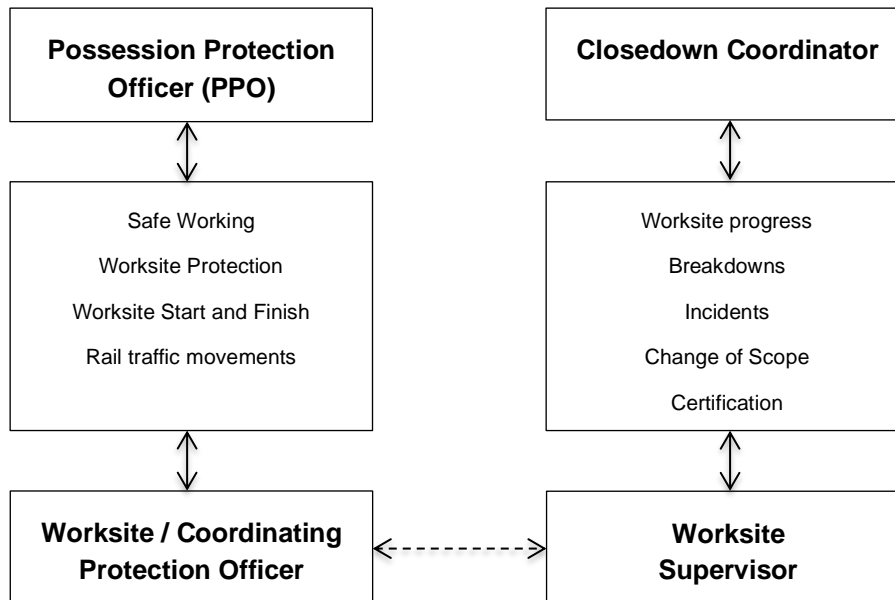 Possession Protection
Officer (PPO)
Closedown Coordinator
Safe Working
Worksite Protection
Worksite Start and Finish
Rail traffic movements
Worksite progress
Breakdowns
Incidents
Change of Scope
Certification
Worksite / Coordinating
Protection Officer
Worksite
Supervisor